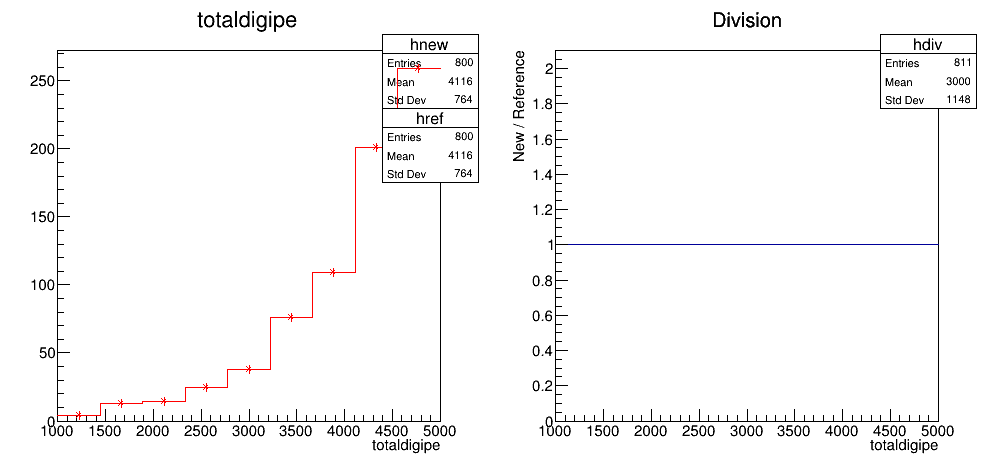 totaldigipe
hnew
Entries 800
Mean 4116
Std Dev 764
href
Entries 800
Mean 4116
Std Dev 764
250
200
150
100
50
0
1000 1500 2000 2500 3000 3500 4000 4500 5000
totaldigipe
Division
hdiv
Entries 811
Mean 3000
Std Dev 1148
New / Reference
2
1.8
1.6
1.4
1.2
1
0.8
0.6
0.4
0.2
0
1000 1500 2000 2500 3000 3500 4000 4500 5000
totaldigipe